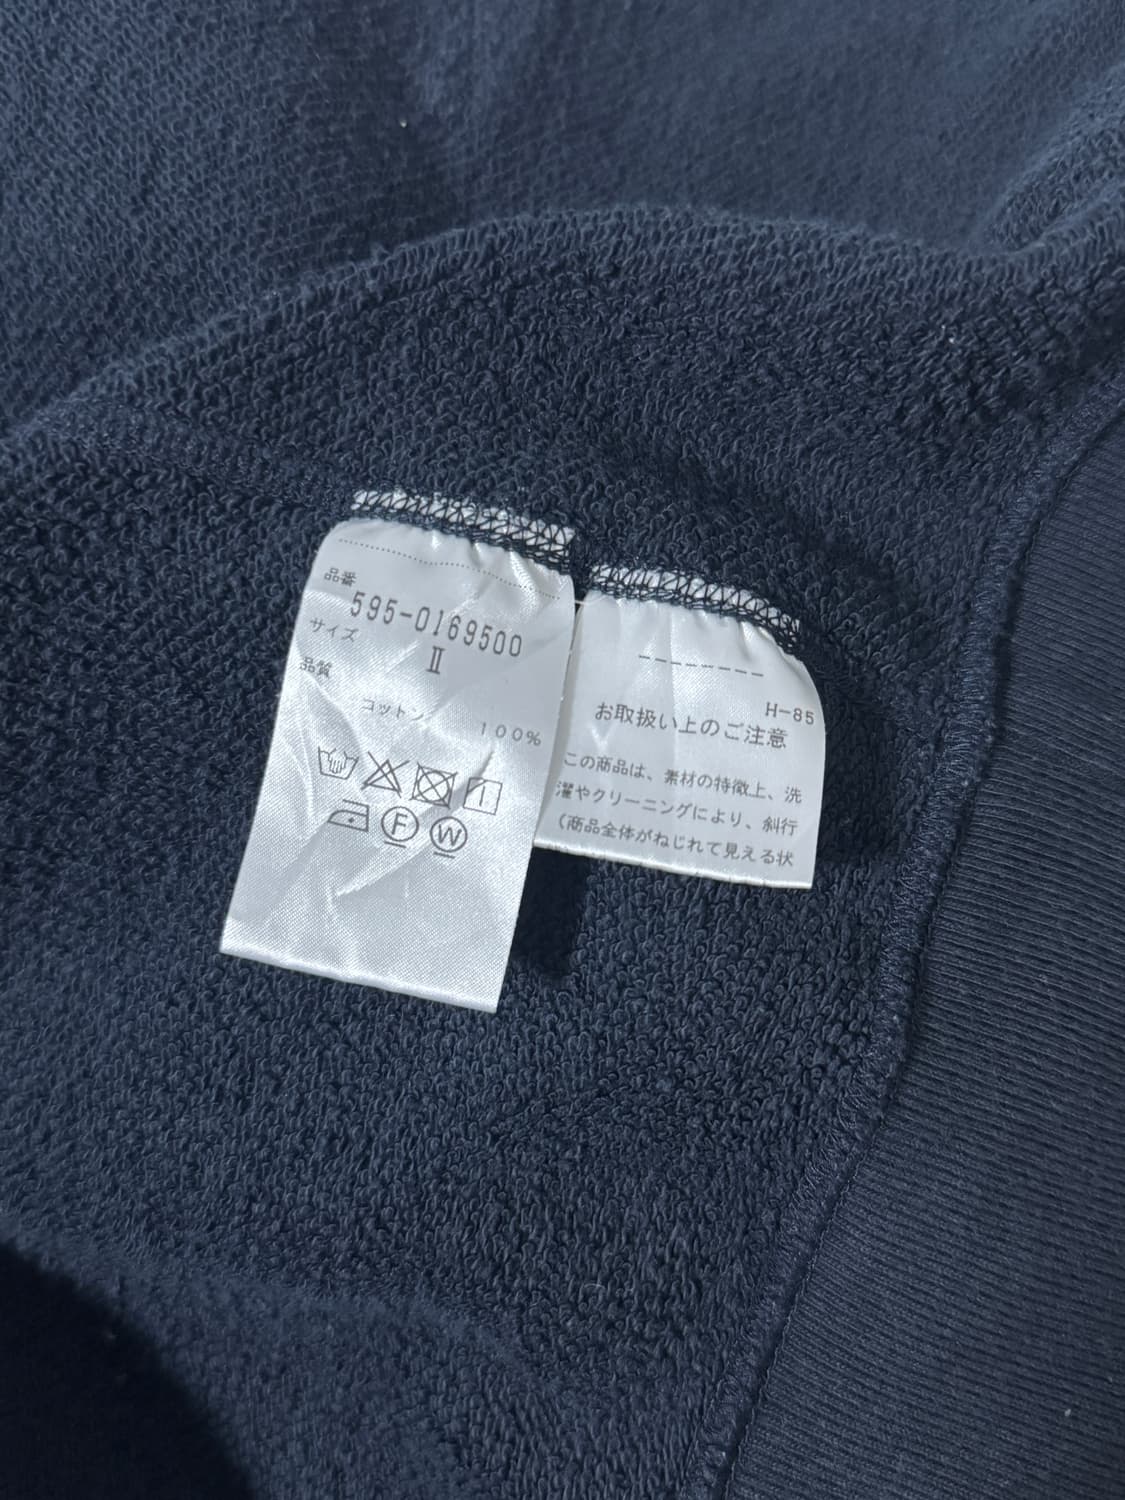 品番
595-0169500
サイズ
Ⅱ
品質
コットン 100%
F W
--------
H-85
お取扱い上のご注意
この商品は、素材の特徴上、洗
濯やクリーニングにより、斜行
(商品全体がねじれて見える状